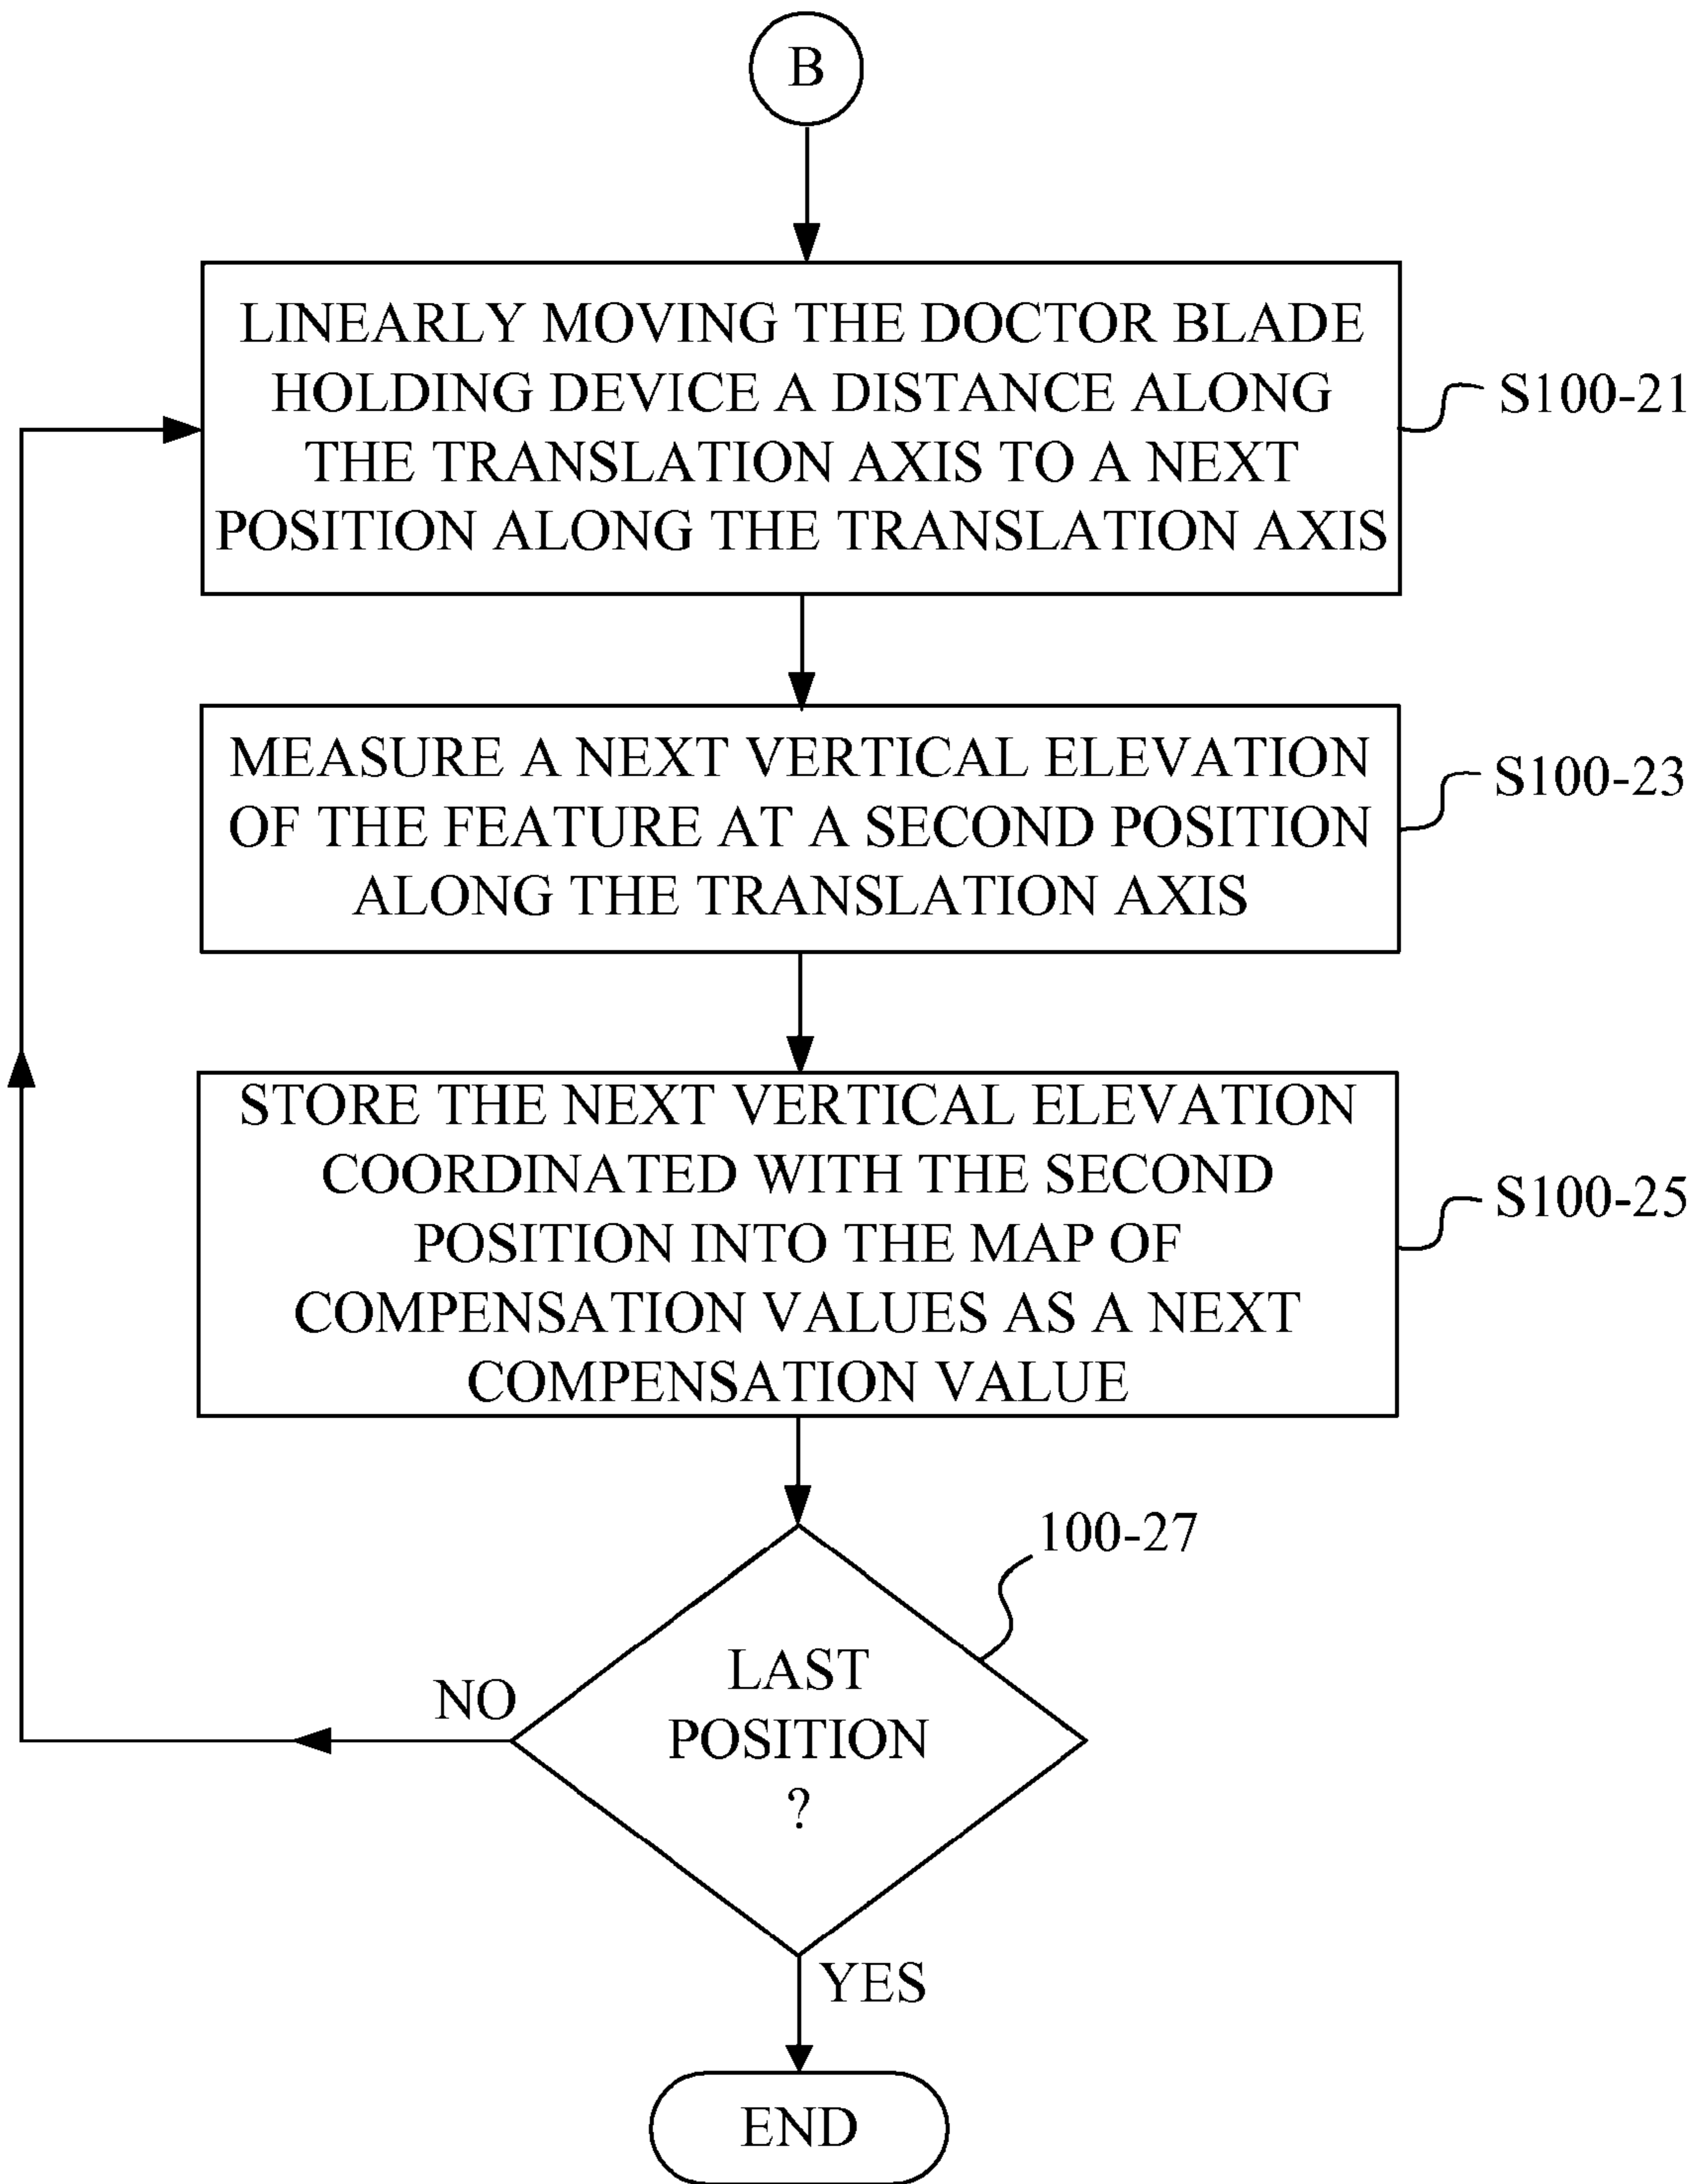 B
LINEARLY MOVING THE DOCTOR BLADE
HOLDING DEVICE A DISTANCE ALONG
THE TRANSLATION AXIS TO A NEXT
POSITION ALONG THE TRANSLATION AXIS
S100-21
MEASURE A NEXT VERTICAL ELEVATION
OF THE FEATURE AT A SECOND POSITION
ALONG THE TRANSLATION AXIS
S100-23
STORE THE NEXT VERTICAL ELEVATION
COORDINATED WITH THE SECOND
POSITION INTO THE MAP OF
COMPENSATION VALUES AS A NEXT
COMPENSATION VALUE
S100-25
100-27
LAST
POSITION
?
NO
YES
END